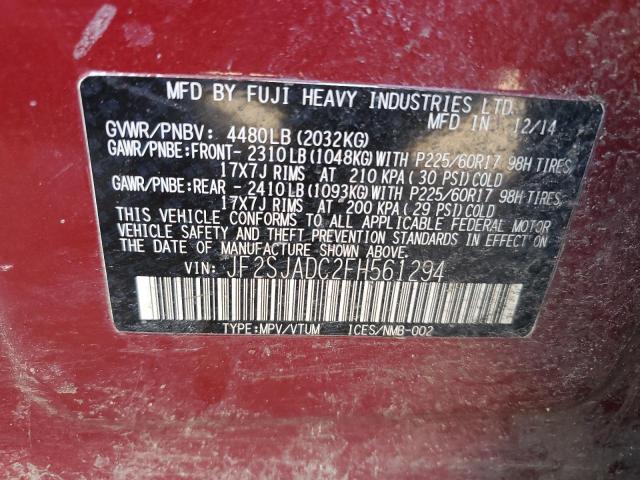 MFD BY FUJI HEAVY INDUSTRIES LTD.
MFD IN 12/14
GVWR/PNBV: 4480LB(2032KG)
GAWR/PNBE:FRONT- 2310LB(1048KG)WITH P225/60R17 98H TIRES,
17X7J RIMS AT 210 KPA(30 PSI)COLD
GAWR/PNBE:REAR - 2410LB(1093KG)WITH P225/60R17 98H TIRES,
17X7J RIMS AT 200 KPA(29 PSI)COLD
THIS VEHICLE CONFORMS TO ALL APPLICABLE FEDERAL MOTOR
VEHICLE SAFETY AND THEFT PREVENTION STANDARDS IN EFFECT ON
THE DATE OF MANUFACTURE SHOWN ABOVE.
VIN: JF2SJADC2FH561294
TYPE:MPV/VTUM ICES/NMB-002